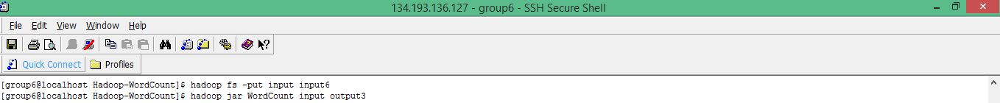 134.193.136.127 - group6 - SSH Secure Shell
File Edit View Window Help
Quick Connect Profiles
[group6@localhost Hadoop-WordCount]$ hadoop fs -put input input6
[group6@localhost Hadoop-WordCount]$ hadoop jar WordCount input output3